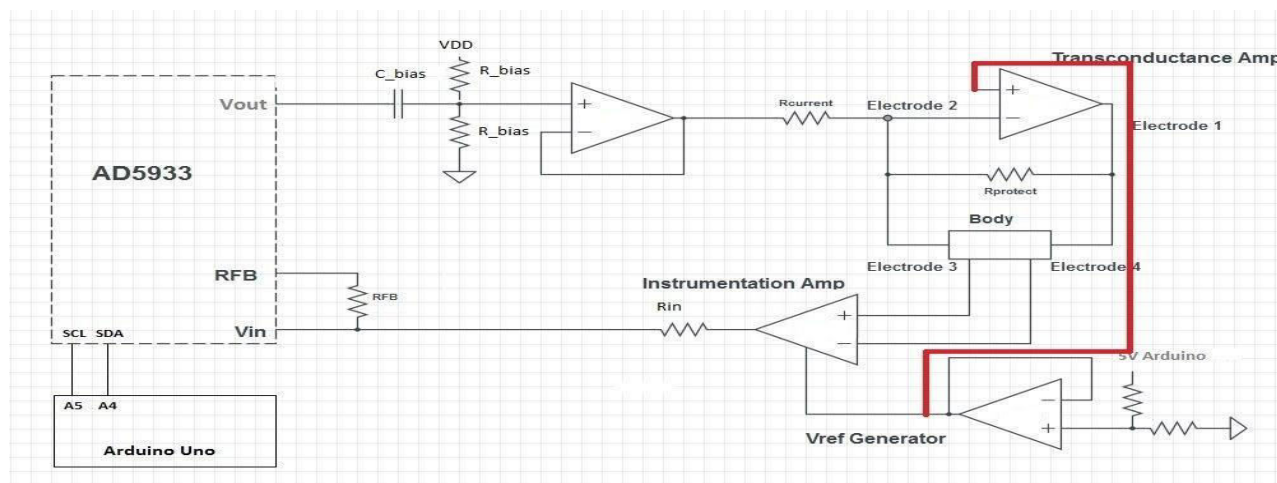 VDD
Transconductance Amp
C_bias
R_bias
Vout
Rcurrent
Electrode 2
+
+
R_bias
−
−
Electrode 1
AD5933
Rprotect
Body
RFB
Electrode 3
Electrode 4
Instrumentation Amp
RFB
Rin
+
SCL SDA
Vin
−
5V Arduino
A5 A4
−
+
Vref Generator
Arduino Uno